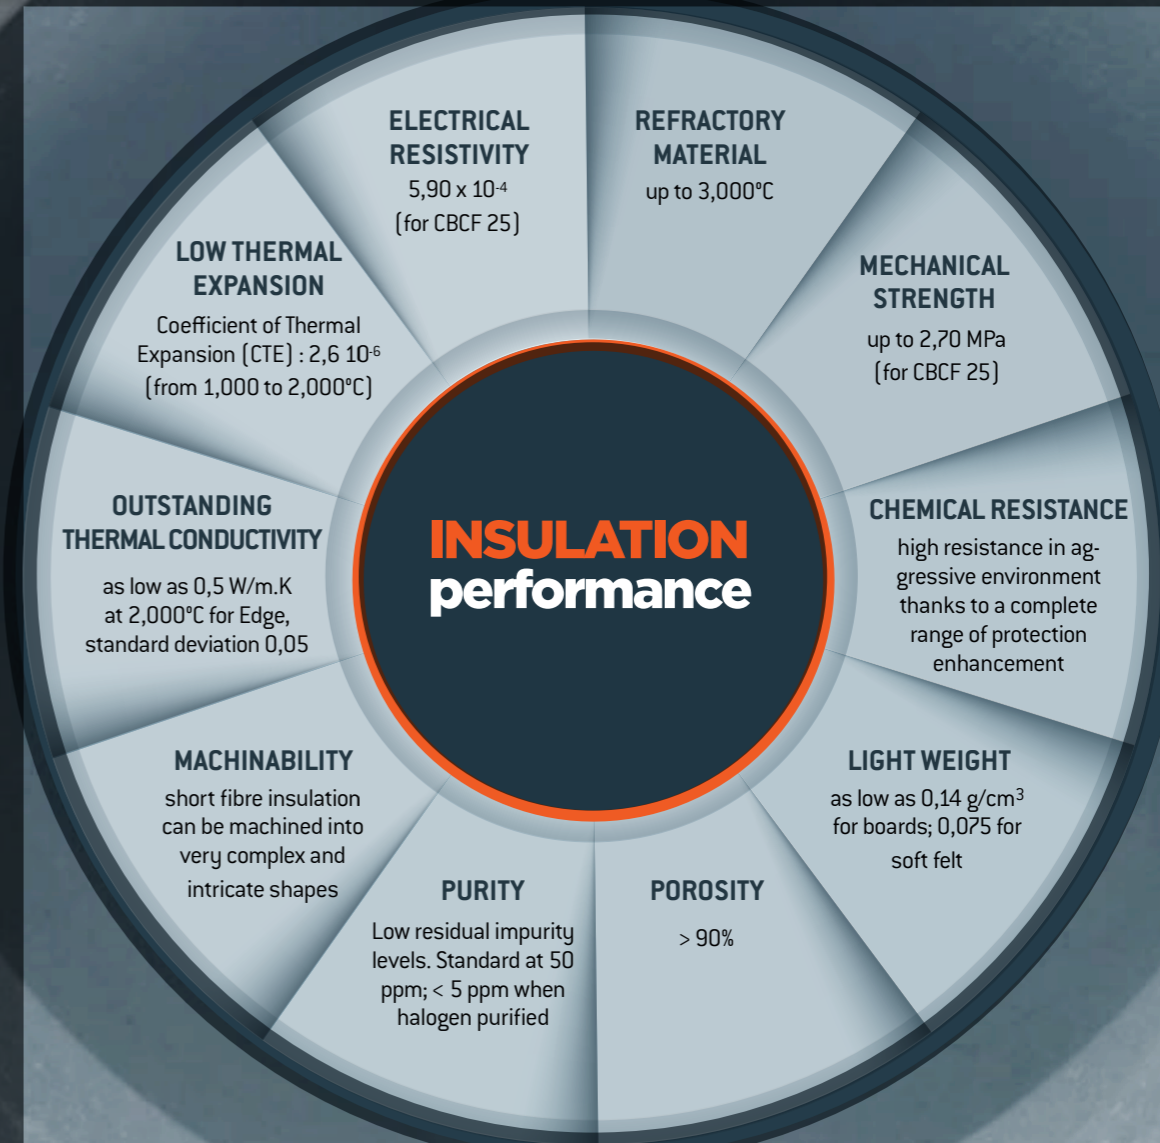 INSULATION
performance
REFRACTORY
MATERIAL
up to 3,000°C
MECHANICAL
STRENGTH
up to 2,70 MPa
(for CBCF 25)
CHEMICAL RESISTANCE
high resistance in ag-
gressive environment
thanks to a complete
range of protection
enhancement
LIGHT WEIGHT
as low as 0,14 g/cm³
for boards; 0,075 for
soft felt
POROSITY
> 90%
PURITY
Low residual impurity
levels. Standard at 50
ppm; < 5 ppm when
halogen purified
MACHINABILITY
short fibre insulation
can be machined into
very complex and
intricate shapes
OUTSTANDING
THERMAL CONDUCTIVITY
as low as 0,5 W/m.K
at 2,000°C for Edge,
standard deviation 0,05
LOW THERMAL
EXPANSION
Coefficient of Thermal
Expansion (CTE) : 2,6 10⁻⁶
(from 1,000 to 2,000°C)
ELECTRICAL
RESISTIVITY
5,90 x 10⁻⁴
(for CBCF 25)